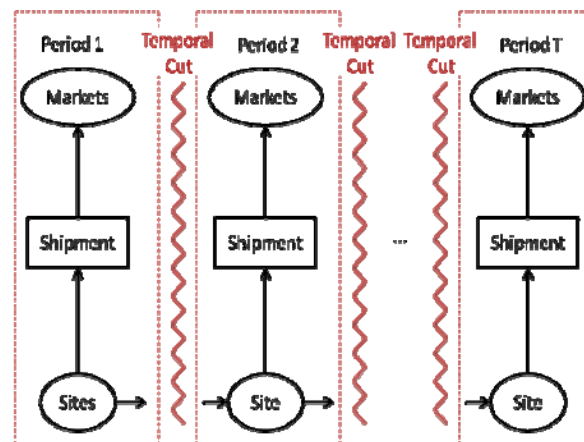 Period 1
Temporal
Cut
Period 2
Temporal
Cut
Temporal
Cut
Period T
Markets
Markets
Markets
Shipment
Shipment
...
Shipment
Sites
Site
Site